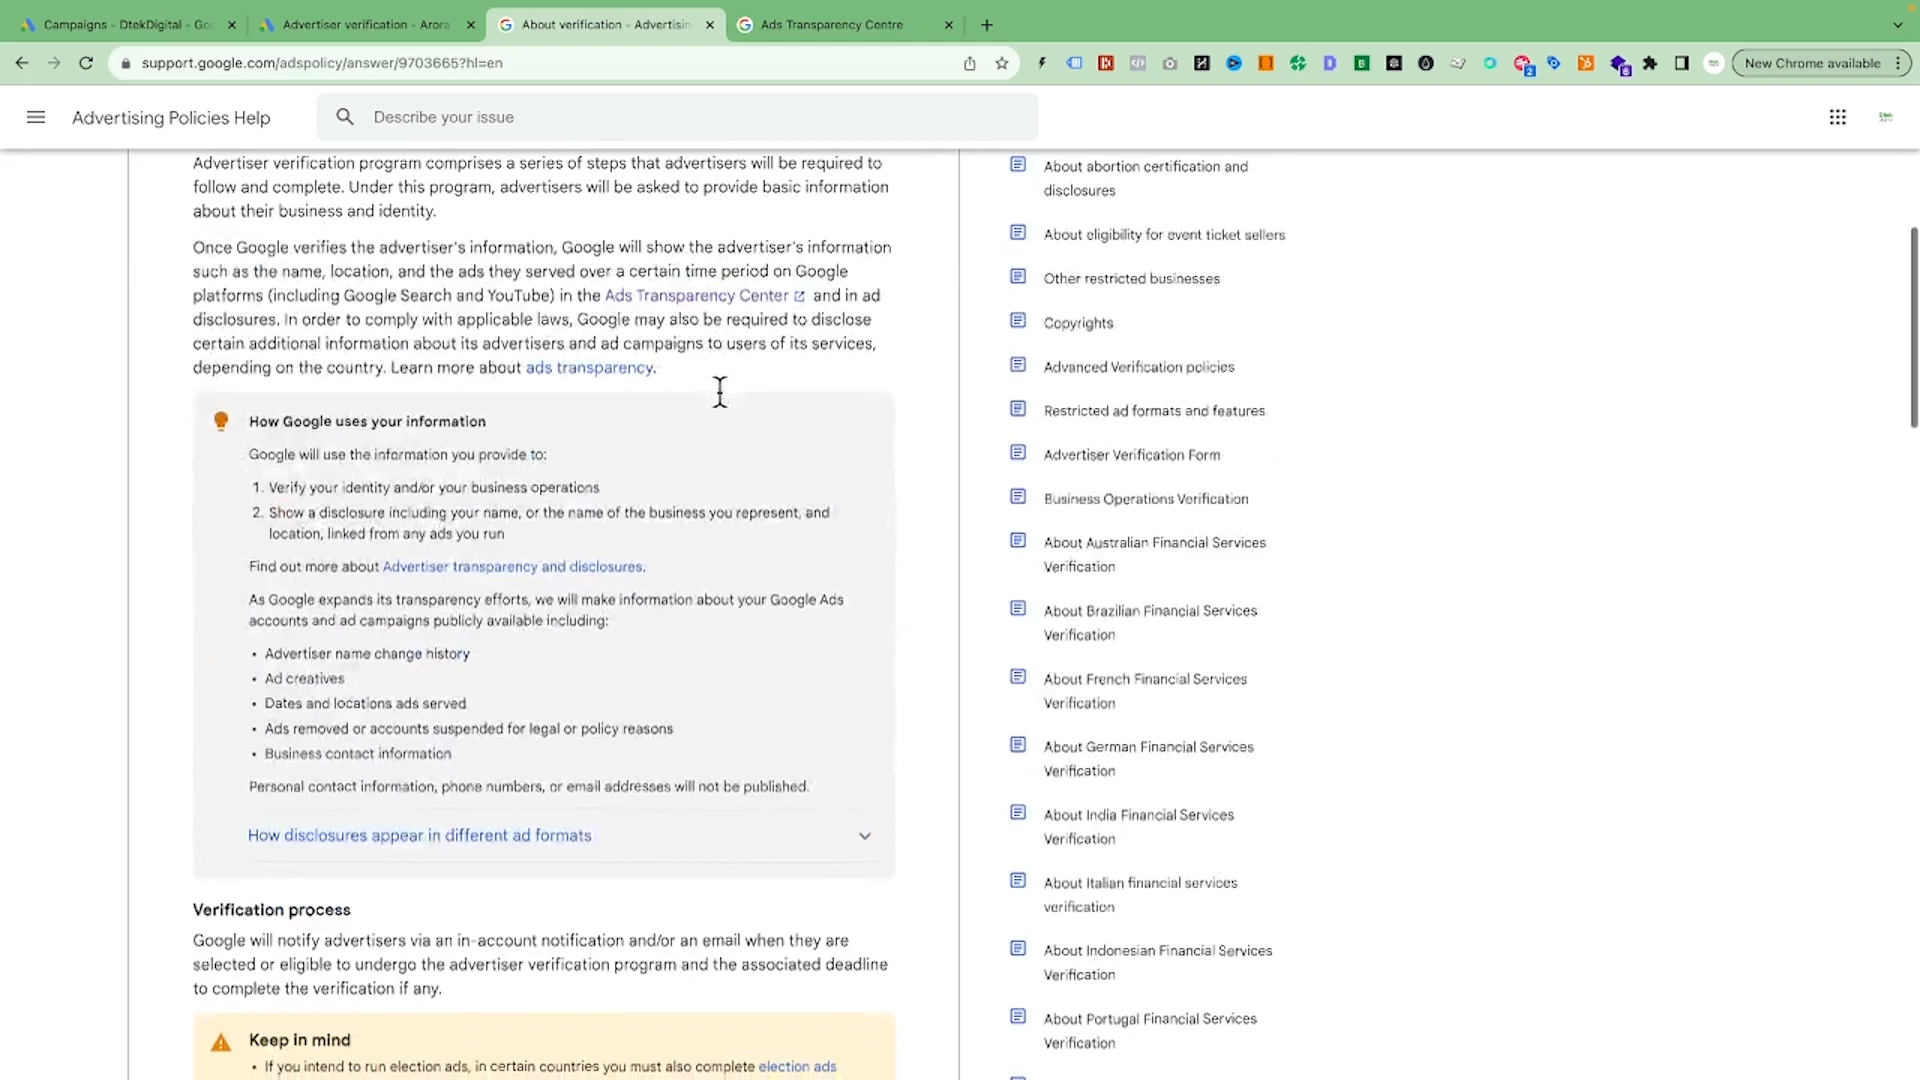 Campaigns - DtekDigital - Goo
Advertiser verification - Arora
About verification - Advertisin
Ads Transparency Centre
support.google.com/adspolicy/answer/9703665?hl=en
New Chrome available
Advertising Policies Help
Describe your issue
Advertiser verification program comprises a series of steps that advertisers will be required to
follow and complete. Under this program, advertisers will be asked to provide basic information
about their business and identity.
Once Google verifies the advertiser's information, Google will show the advertiser's information
such as the name, location, and the ads they served over a certain time period on Google
platforms (including Google Search and YouTube) in the Ads Transparency Center and in ad
disclosures. In order to comply with applicable laws, Google may also be required to disclose
certain additional information about its advertisers and ad campaigns to users of its services,
depending on the country. Learn more about ads transparency.
How Google uses your information
Google will use the information you provide to:
1. Verify your identity and/or your business operations
2. Show a disclosure including your name, or the name of the business you represent, and
location, linked from any ads you run
Find out more about Advertiser transparency and disclosures.
As Google expands its transparency efforts, we will make information about your Google Ads
accounts and ad campaigns publicly available including:
• Advertiser name change history
• Ad creatives
• Dates and locations ads served
• Ads removed or accounts suspended for legal or policy reasons
• Business contact information
Personal contact information, phone numbers, or email addresses will not be published.
How disclosures appear in different ad formats
Verification process
Google will notify advertisers via an in-account notification and/or an email when they are
selected or eligible to undergo the advertiser verification program and the associated deadline
to complete the verification if any.
Keep in mind
• If you intend to run election ads, in certain countries you must also complete election ads
About abortion certification and
disclosures
About eligibility for event ticket sellers
Other restricted businesses
Copyrights
Advanced Verification policies
Restricted ad formats and features
Advertiser Verification Form
Business Operations Verification
About Australian Financial Services
Verification
About Brazilian Financial Services
Verification
About French Financial Services
Verification
About German Financial Services
Verification
About India Financial Services
Verification
About Italian financial services
verification
About Indonesian Financial Services
Verification
About Portugal Financial Services
Verification